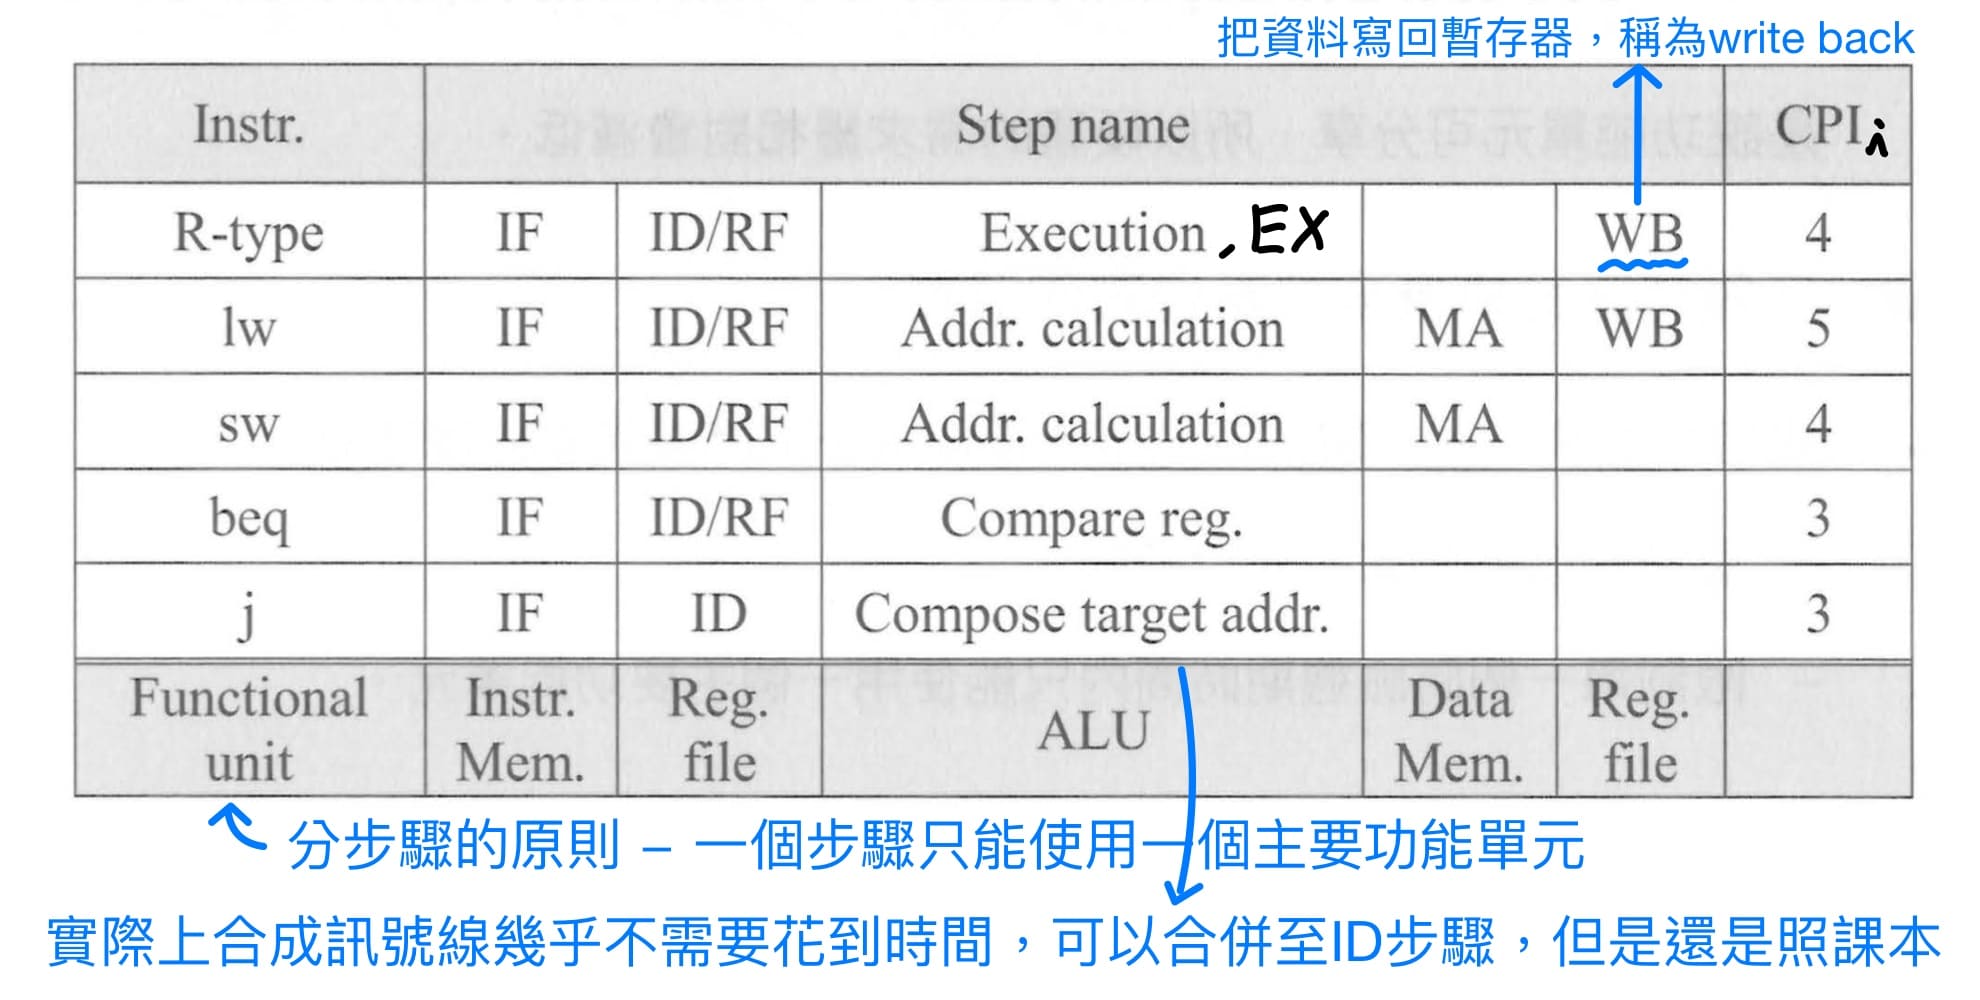 把資料寫回暫存器，稱為write back
Instr. Step name CPIi
R-type IF ID/RF Execution , EX WB 4
lw IF ID/RF Addr. calculation MA WB 5
sw IF ID/RF Addr. calculation MA 4
beq IF ID/RF Compare reg. 3
j IF ID Compose target addr. 3
Functional unit Instr. Mem. Reg. file ALU Data Mem. Reg. file
分步驟的原則 – 一個步驟只能使用一個主要功能單元
實際上合成訊號線幾乎不需要花到時間，可以合併至ID步驟，但是還是照課本